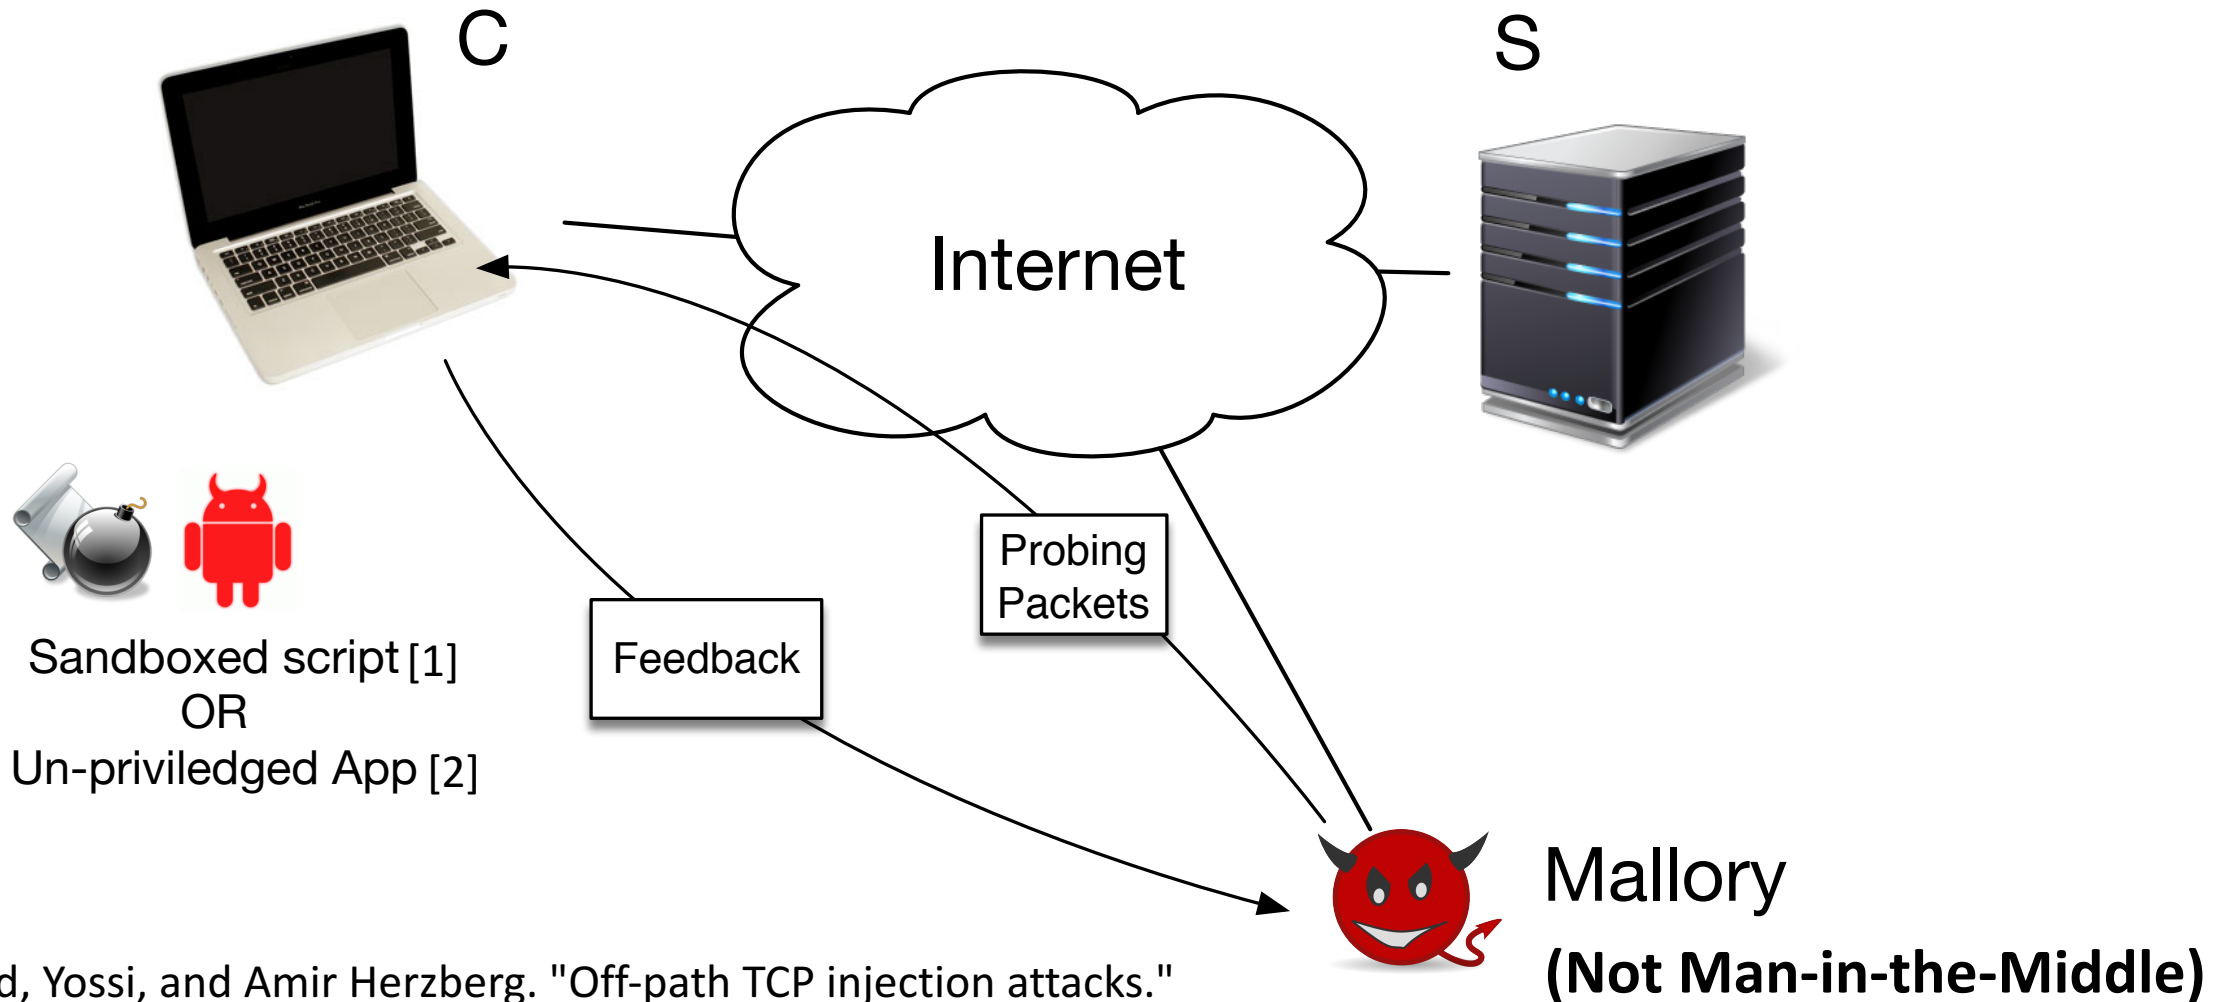 C
S
Internet
Probing
Packets
Feedback
Sandboxed script [1]
OR
Un-priviledged App [2]
Mallory
(Not Man-in-the-Middle)
d, Yossi, and Amir Herzberg. "Off-path TCP injection attacks."